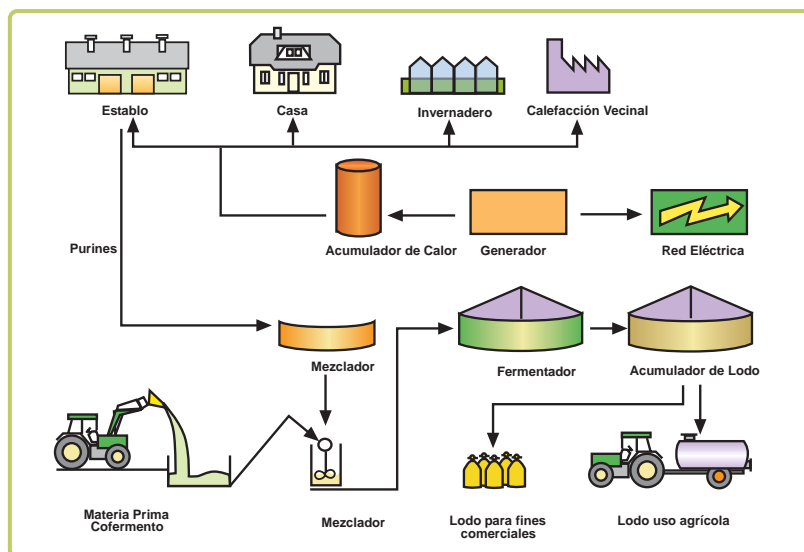 Establo
Casa
Invernadero
Calefacción Vecinal
Purines
Acumulador de Calor
Generador
Red Eléctrica
Mezclador
Fermentador
Acumulador de Lodo
Materia Prima
Cofermento
Mezclador
Lodo para fines
comerciales
Lodo uso agrícola